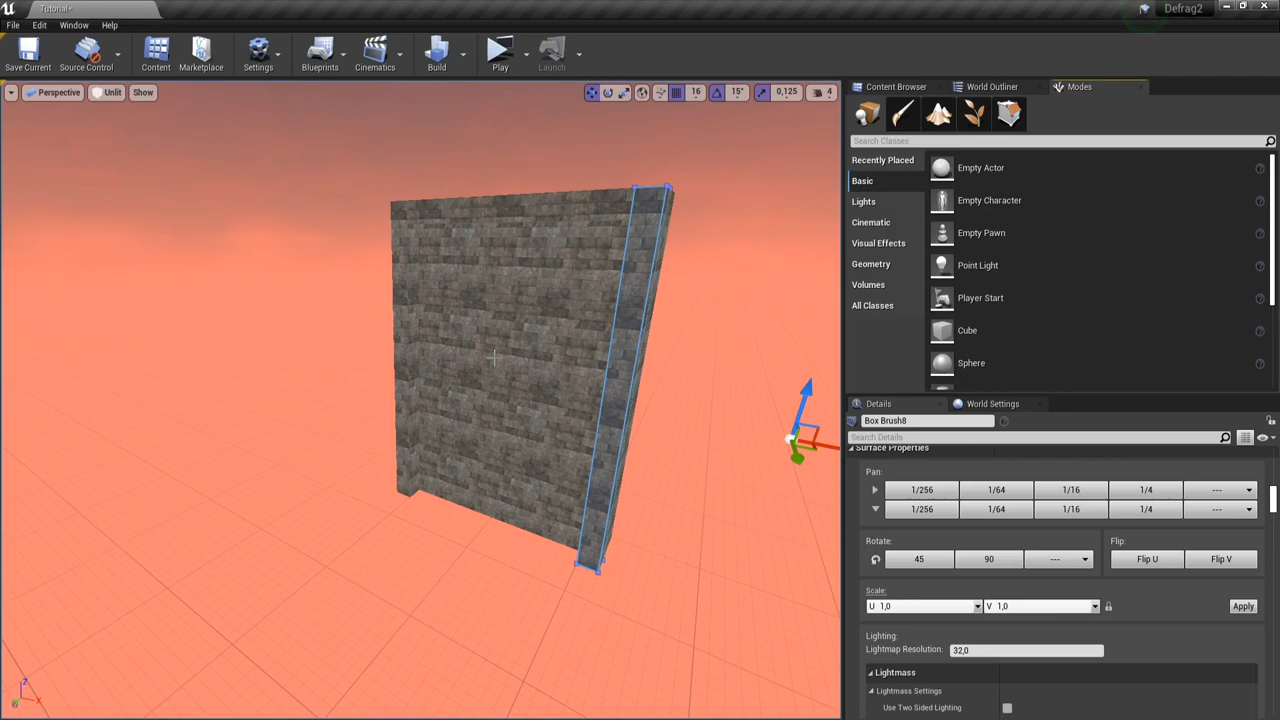 Tutorial*
Defrag2
File Edit Window Help
Save Current Source Control Content Marketplace Settings Blueprints Cinematics Build Play Launch
Perspective Unlit Show 16 15° 0,125 4
Content Browser World Outliner Modes
Search Classes
Recently Placed
Basic
Lights
Cinematic
Visual Effects
Geometry
Volumes
All Classes
Empty Actor
Empty Character
Empty Pawn
Point Light
Player Start
Cube
Sphere
Details World Settings
Box Brush8
Search Details
Surface Properties
Pan:
1/256 1/64 1/16 1/4 ---
1/256 1/64 1/16 1/4 ---
Rotate: Flip:
45 90 --- Flip U Flip V
Scale:
U 1,0 V 1,0 Apply
Lighting:
Lightmap Resolution: 32,0
Lightmass
Lightmass Settings
Use Two Sided Lighting
Z
X